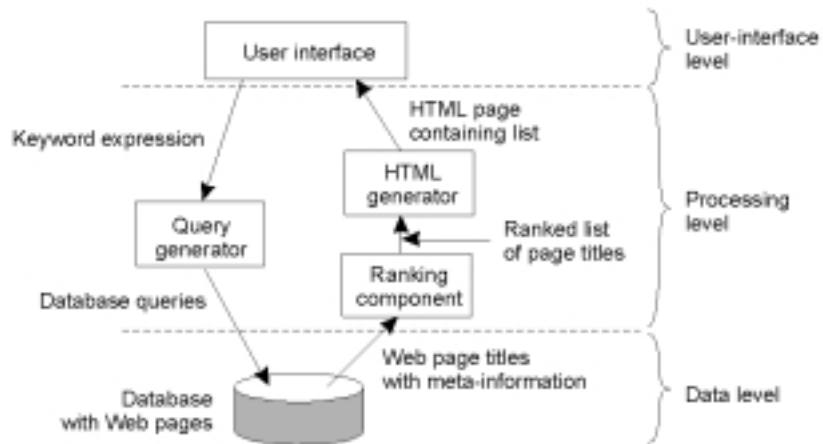 User interface
User-interface
level
Keyword expression
HTML page
containing list
HTML
generator
Processing
level
Query
generator
Ranked list
of page titles
Ranking
component
Database queries
Web page titles
with meta-information
Database
with Web pages
Data level